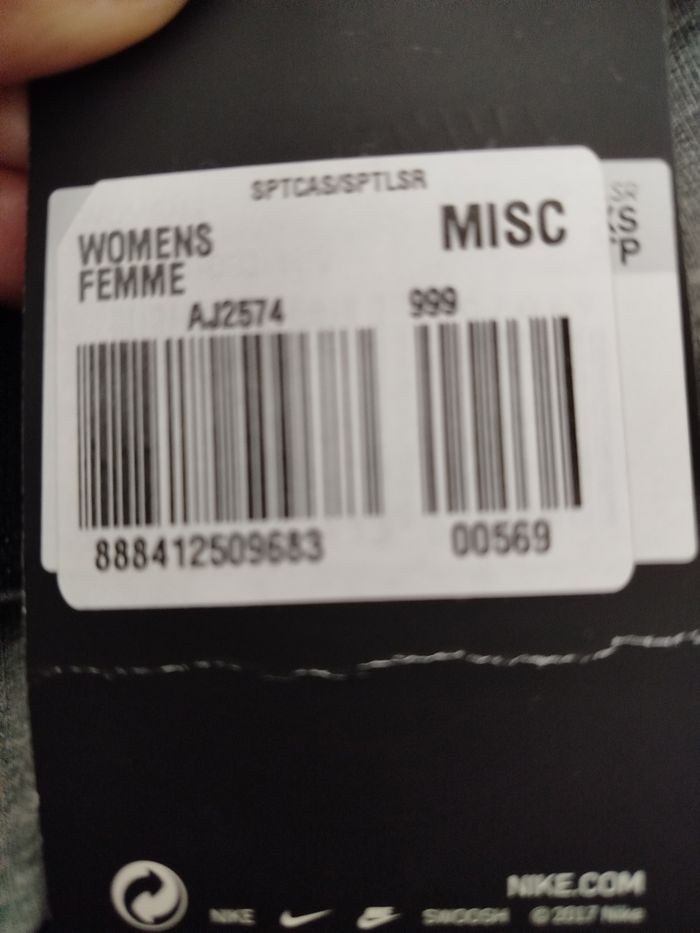 SPTCAS/SPTLSR
WOMENS
FEMME
MISC
S
P
AJ2574
999
888412509683
00569
NIKE.COM
NIKE
SWOOSH
© 2017 Nike